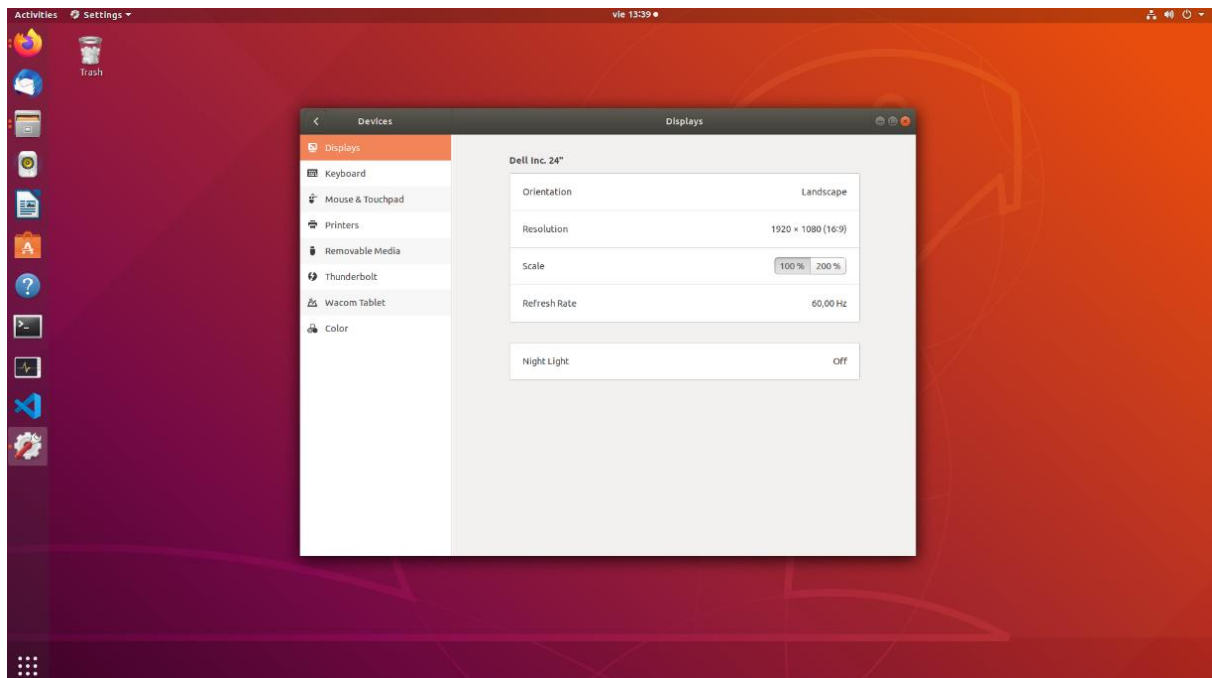 Activities Settings vie 13:39
Trash
Devices Displays
Displays
Keyboard
Mouse & Touchpad
Printers
Removable Media
Thunderbolt
Wacom Tablet
Color
Dell Inc. 24"
Orientation Landscape
Resolution 1920 × 1080 (16:9)
Scale 100 % 200 %
Refresh Rate 60,00 Hz
Night Light Off